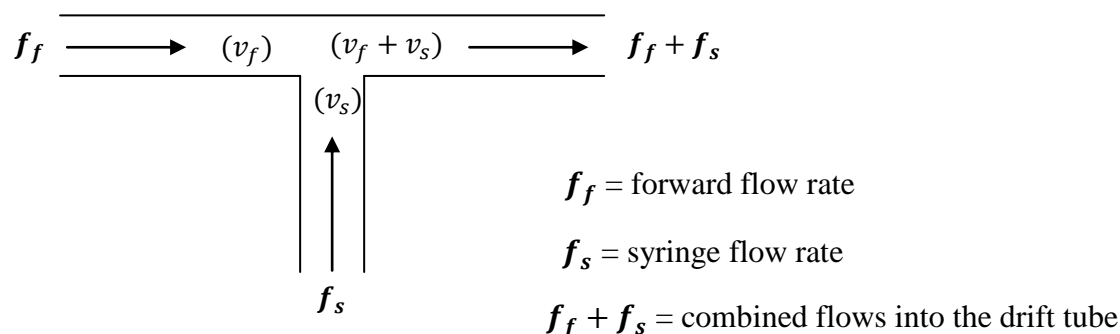 f_f (v_f) (v_f + v_s) f_f + f_s
(v_s)
f_f = forward flow rate
f_s = syringe flow rate
f_s
f_f + f_s = combined flows into the drift tube